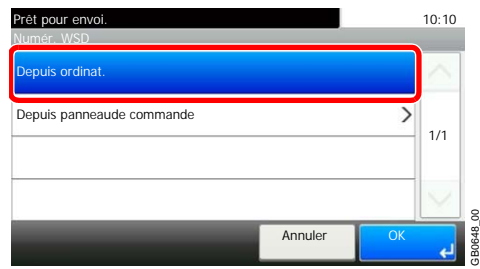 Prêt pour envoi. 10:10
Numér. WSD
Depuis ordinat.
Depuis panneaude commande
1/1
Annuler OK
GB0648_00